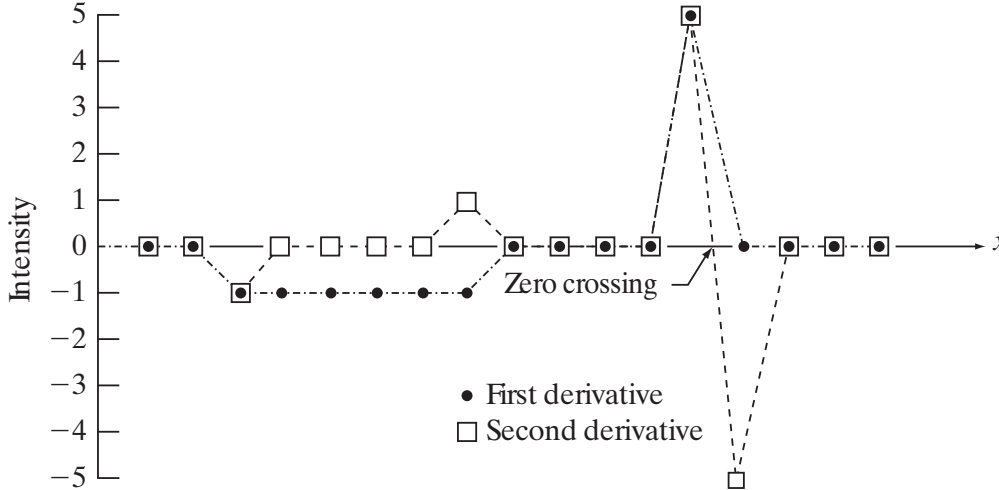 5
4
3
2
1
0
−1
−2
−3
−4
−5
Intensity
x
Zero crossing
First derivative
Second derivative